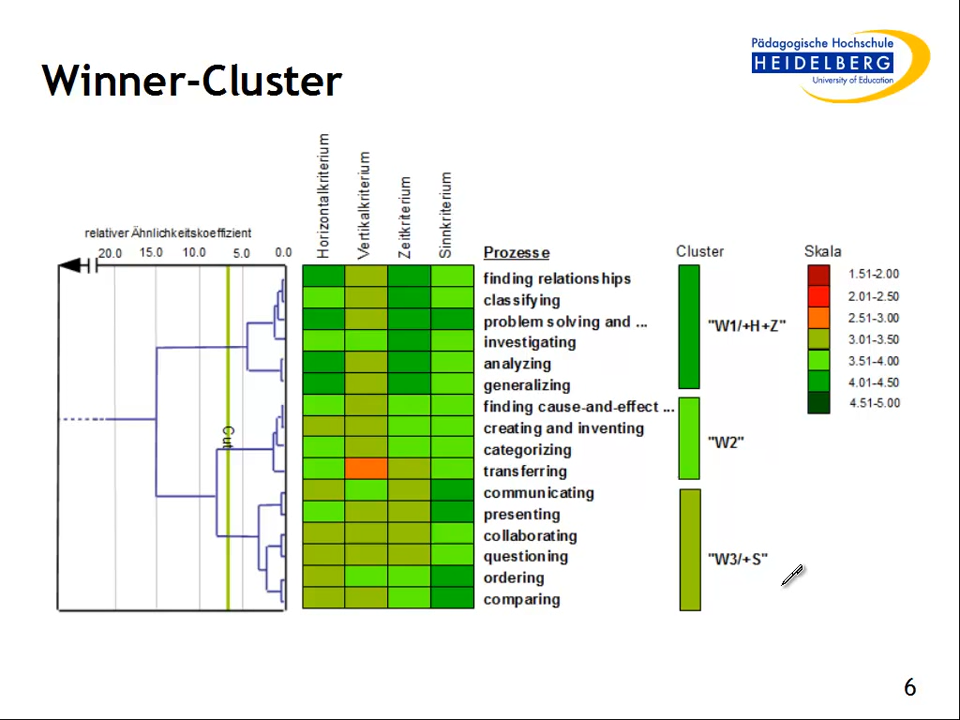 Winner-Cluster
Pädagogische Hochschule
HEIDELBERG
University of Education
Horizontalkriterium
Vertikalkriterium
Zeitkriterium
Sinnkriterium
relativer Ähnlichkeitskoeffizient
20.0 15.0 10.0 5.0 0.0
Cut
Prozesse
finding relationships
classifying
problem solving and ...
investigating
analyzing
generalizing
finding cause-and-effect ...
creating and inventing
categorizing
transferring
communicating
presenting
collaborating
questioning
ordering
comparing
Cluster
"W1/+H+Z"
"W2"
"W3/+S"
Skala
1.51-2.00
2.01-2.50
2.51-3.00
3.01-3.50
3.51-4.00
4.01-4.50
4.51-5.00
6